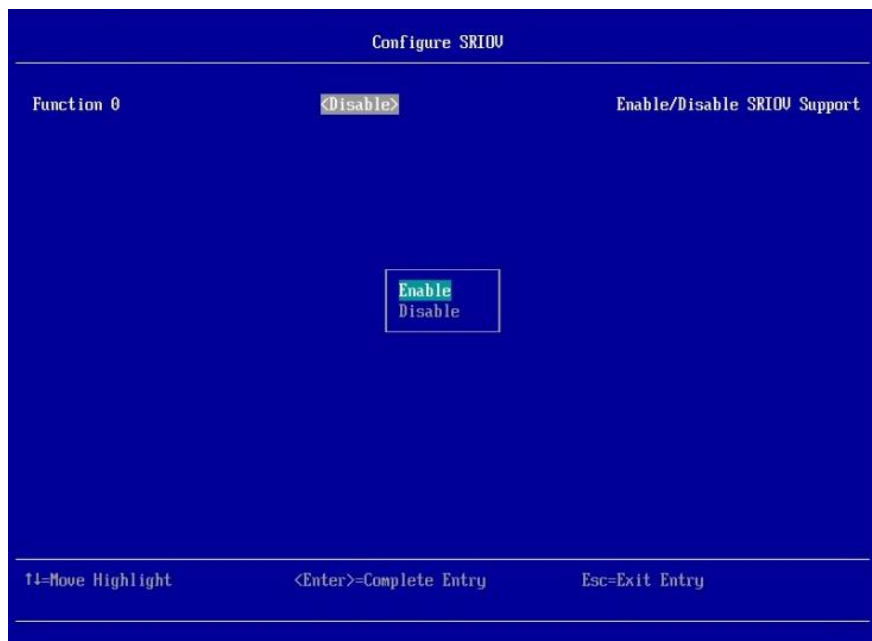 Configure SRIOV
Function 0 <Disable> Enable/Disable SRIOV Support
Enable
Disable
↑↓=Move Highlight <Enter>=Complete Entry Esc=Exit Entry